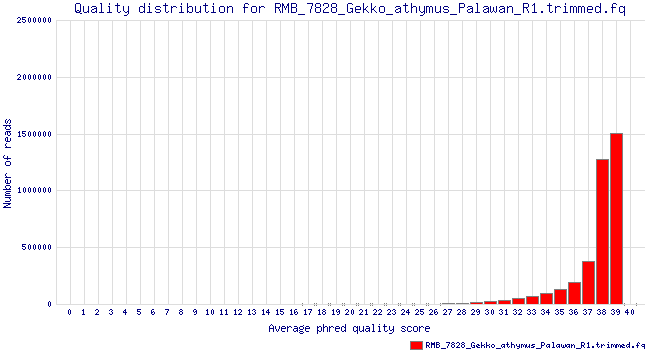 Quality distribution for RMB_7828_Gekko_athymus_Palawan_R1.trimmed.fq
2500000
2000000
1500000
1000000
500000
0
Number of reads
0 1 2 3 4 5 6 7 8 9 10 11 12 13 14 15 16 17 18 19 20 21 22 23 24 25 26 27 28 29 30 31 32 33 34 35 36 37 38 39 40
Average phred quality score
RMB_7828_Gekko_athymus_Palawan_R1.trimmed.fq